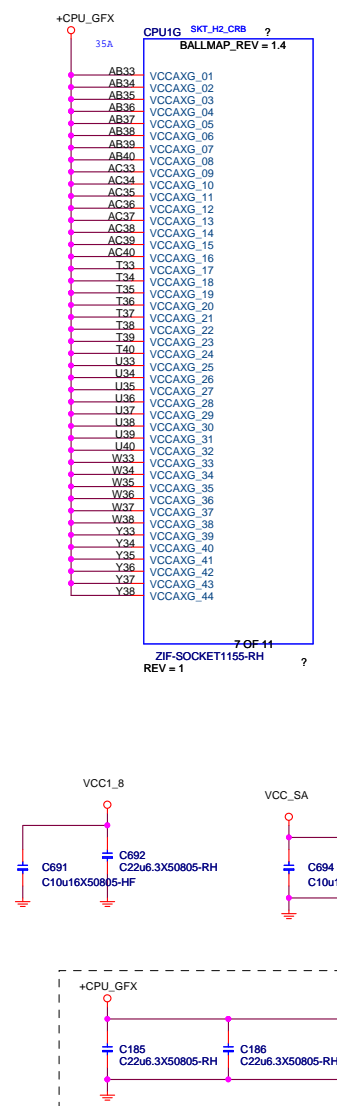 +CPU_GFX
35A
CPU1G SKT_H2_CRB ?
BALLMAP_REV = 1.4
AB33 VCCAXG_01
AB34 VCCAXG_02
AB35 VCCAXG_03
AB36 VCCAXG_04
AB37 VCCAXG_05
AB38 VCCAXG_06
AB39 VCCAXG_07
AB40 VCCAXG_08
AC33 VCCAXG_09
AC34 VCCAXG_10
AC35 VCCAXG_11
AC36 VCCAXG_12
AC37 VCCAXG_13
AC38 VCCAXG_14
AC39 VCCAXG_15
AC40 VCCAXG_16
T33 VCCAXG_17
T34 VCCAXG_18
T35 VCCAXG_19
T36 VCCAXG_20
T37 VCCAXG_21
T38 VCCAXG_22
T39 VCCAXG_23
T40 VCCAXG_24
U33 VCCAXG_25
U34 VCCAXG_26
U35 VCCAXG_27
U36 VCCAXG_28
U37 VCCAXG_29
U38 VCCAXG_30
U39 VCCAXG_31
U40 VCCAXG_32
W33 VCCAXG_33
W34 VCCAXG_34
W35 VCCAXG_35
W36 VCCAXG_36
W37 VCCAXG_37
W38 VCCAXG_38
Y33 VCCAXG_39
Y34 VCCAXG_40
Y35 VCCAXG_41
Y36 VCCAXG_42
Y37 VCCAXG_43
Y38 VCCAXG_44
7 OF 11
ZIF-SOCKET1155-RH ?
REV = 1
VCC1_8
C691
C10u16X50805-HF
C692
C22u6.3X50805-RH
VCC_SA
C694
C10u1
+CPU_GFX
C185
C22u6.3X50805-RH
C186
C22u6.3X50805-RH